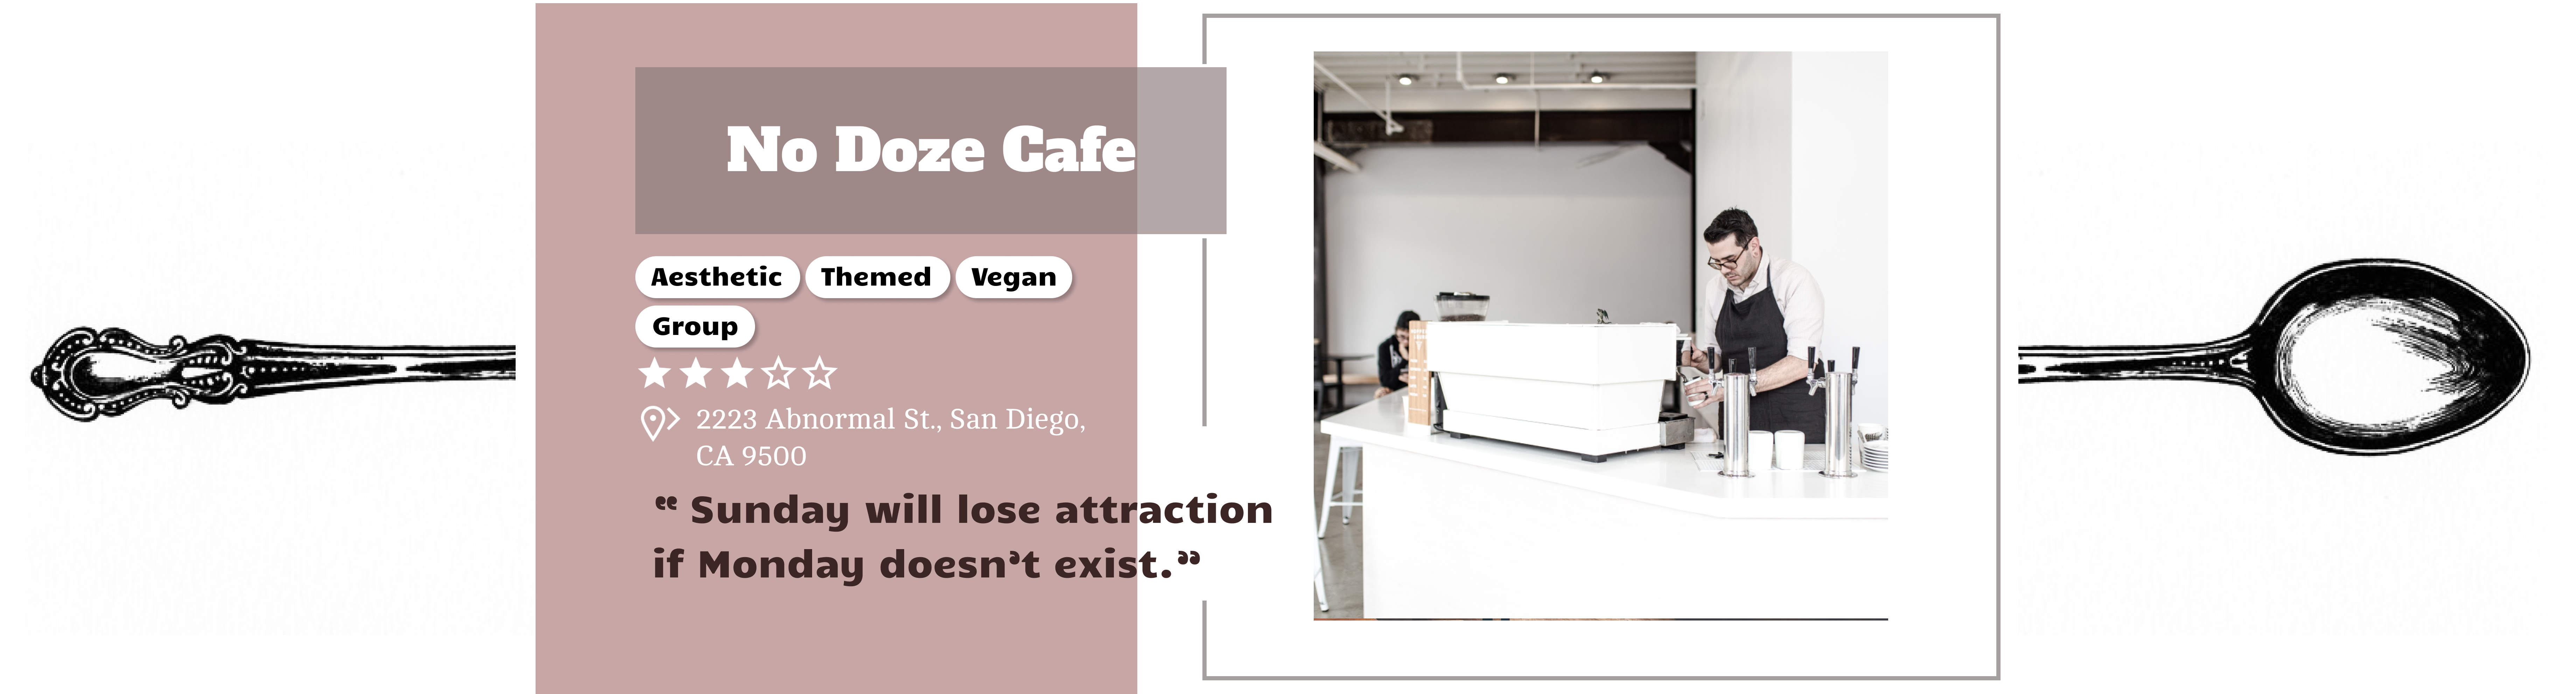 No Doze Cafe
Aesthetic Themed Vegan
Group
2223 Abnormal St., San Diego,
CA 9500
“ Sunday will lose attraction
if Monday doesn’t exist.”